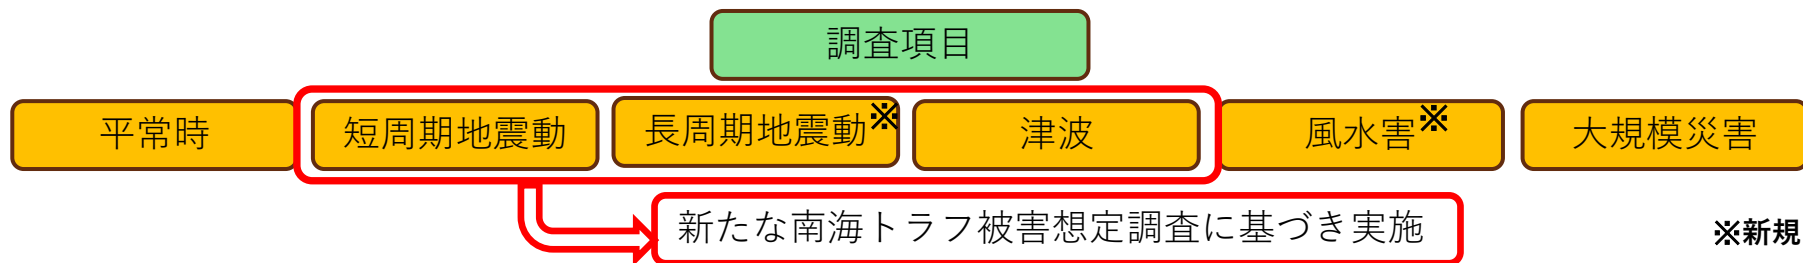 調査項目
平常時
短周期地震動
長周期地震動※
津波
風水害※
大規模災害
新たな南海トラフ被害想定調査に基づき実施
※新規